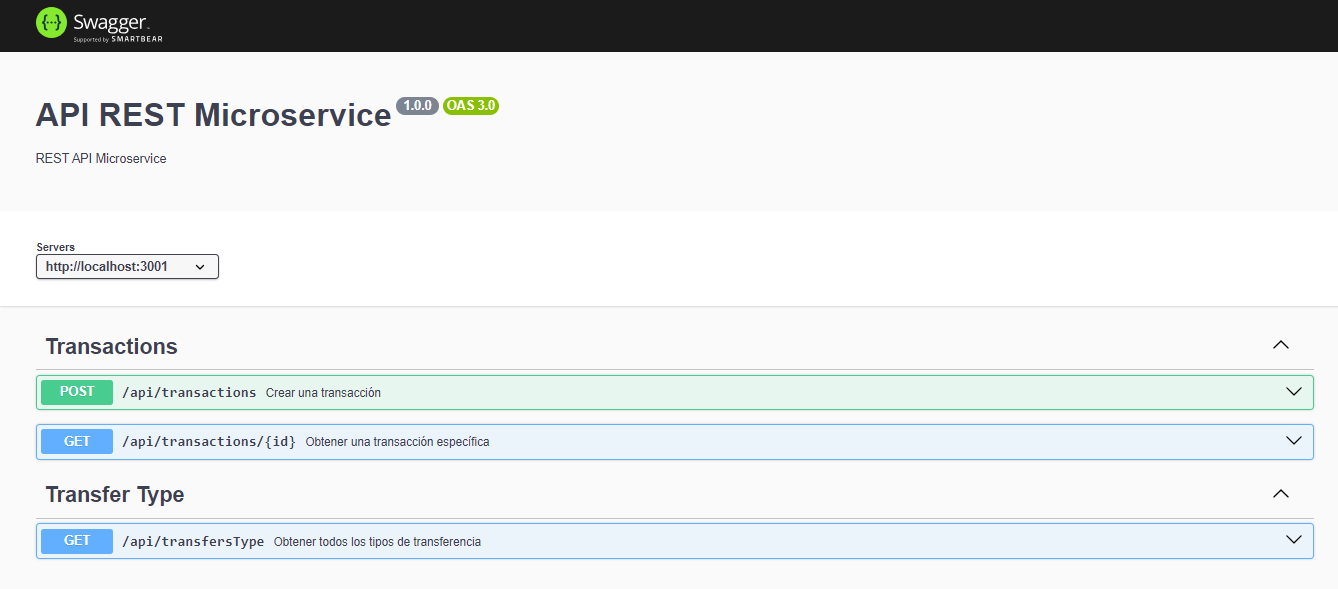 Swagger.
Supported by SMARTBEAR
API REST Microservice 1.0.0 OAS 3.0
REST API Microservice
Servers
http://localhost:3001
Transactions
POST /api/transactions Crear una transacción
GET /api/transactions/{id} Obtener una transacción específica
Transfer Type
GET /api/transfersType Obtener todos los tipos de transferencia